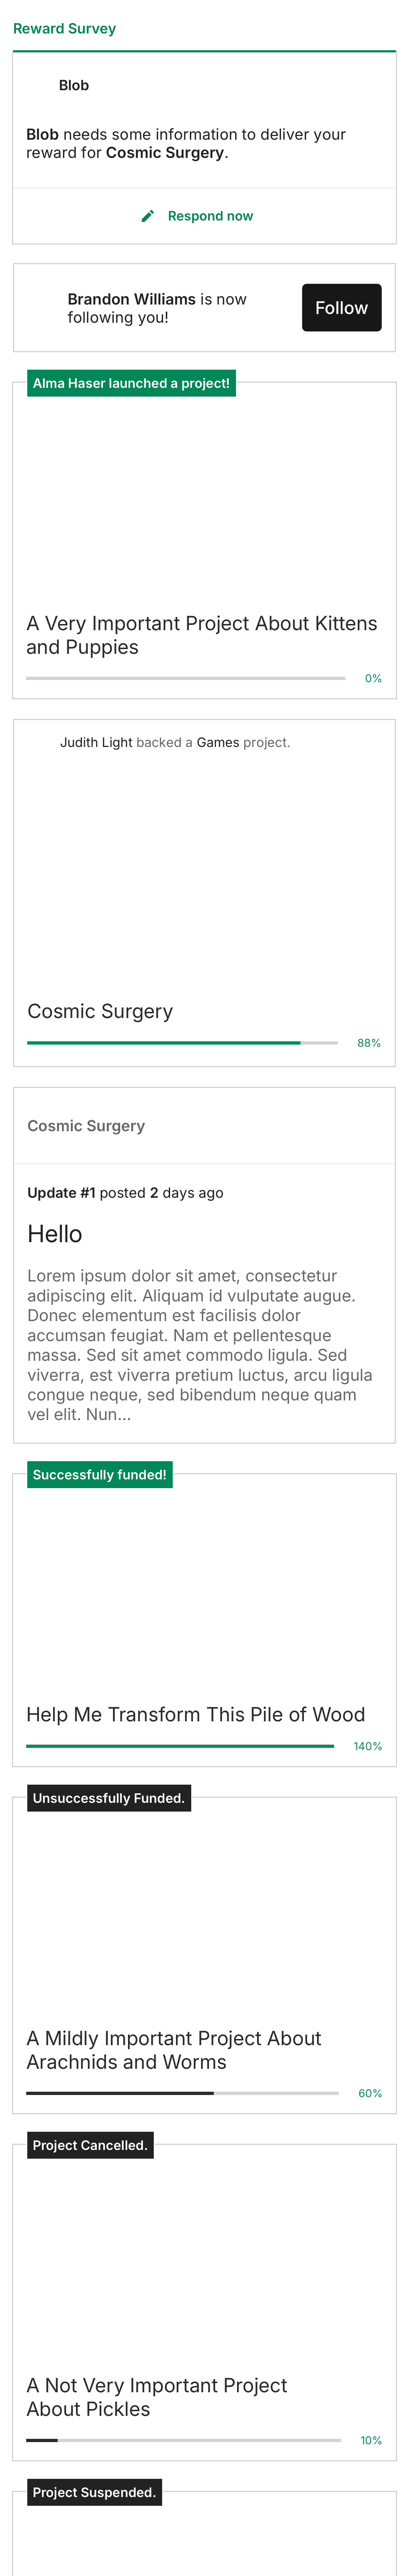 Reward Survey
Blob
Blob needs some information to deliver your
reward for Cosmic Surgery.
Respond now
Brandon Williams is now
following you!
Follow
Alma Haser launched a project!
A Very Important Project About Kittens
and Puppies
0%
Judith Light backed a Games project.
Cosmic Surgery
88%
Cosmic Surgery
Update #1 posted 2 days ago
Hello
Lorem ipsum dolor sit amet, consectetur
adipiscing elit. Aliquam id vulputate augue.
Donec elementum est facilisis dolor
accumsan feugiat. Nam et pellentesque
massa. Sed sit amet commodo ligula. Sed
viverra, est viverra pretium luctus, arcu ligula
congue neque, sed bibendum neque quam
vel elit. Nun...
Successfully funded!
Help Me Transform This Pile of Wood
140%
Unsuccessfully Funded.
A Mildly Important Project About
Arachnids and Worms
60%
Project Cancelled.
A Not Very Important Project
About Pickles
10%
Project Suspended.